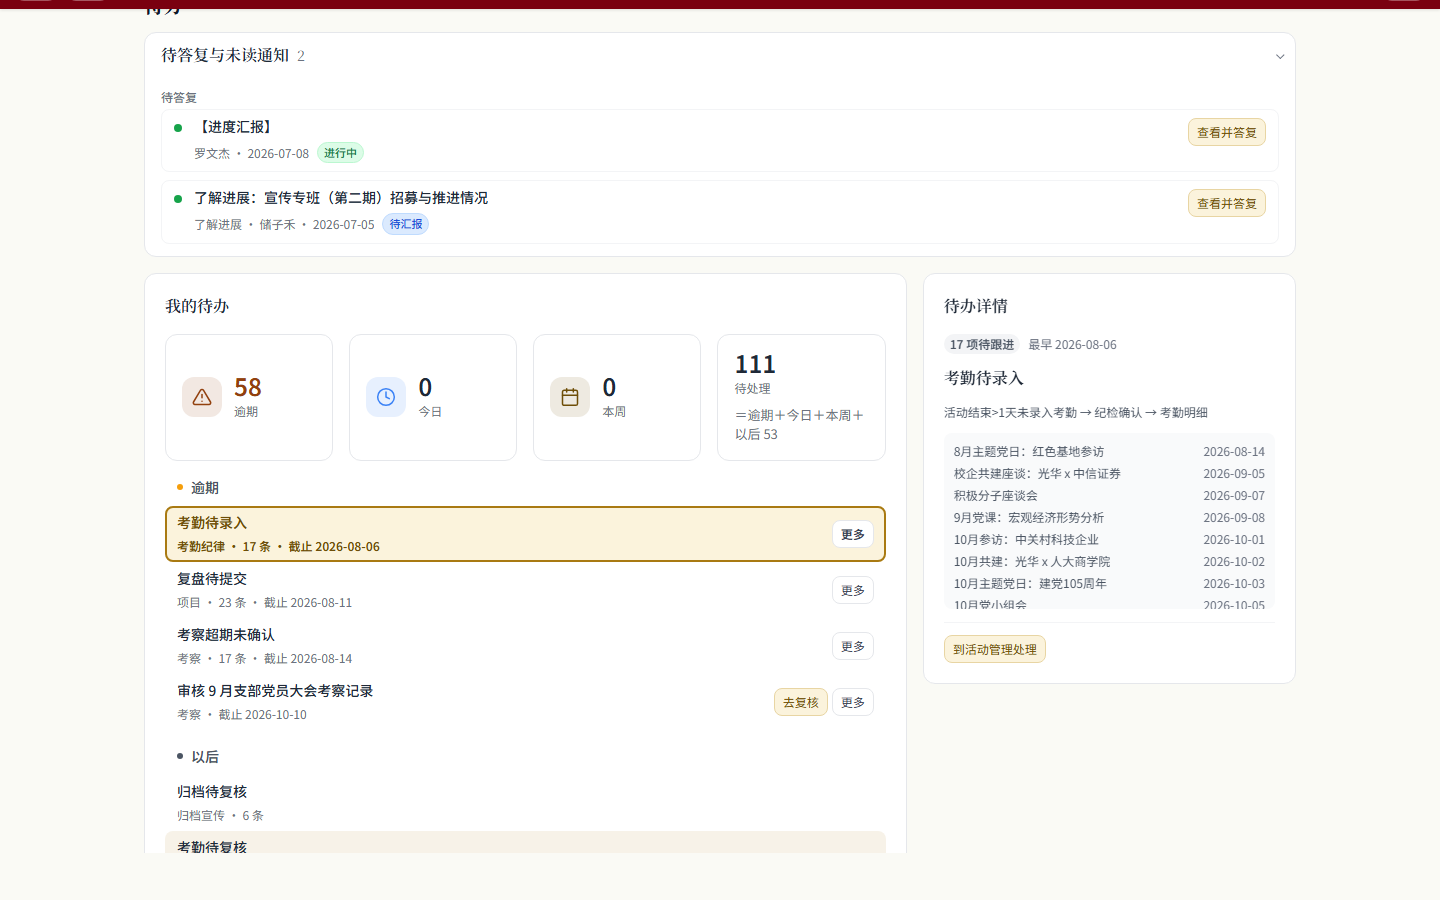 待答复与未读通知 2
待答复
【进度汇报】
查看并答复
罗文杰 • 2026-07-08 进行中
了解进展：宣传专班（第二期）招募与推进情况
查看并答复
了解进展 • 储子禾 • 2026-07-05 待汇报
我的待办
58
逾期
0
今日
0
本周
111
待处理
＝逾期＋今日＋本周＋
以后 53
逾期
考勤待录入
考勤纪律 • 17 条 • 截止 2026-08-06
更多
复盘待提交
项目 • 23 条 • 截止 2026-08-11
更多
考察超期未确认
考察 • 17 条 • 截止 2026-08-14
更多
审核 9 月支部党员大会考察记录
考察 • 截止 2026-10-10
去复核 更多
以后
归档待复核
归档宣传 • 6 条
考勤待复核
待办详情
17 项待跟进 最早 2026-08-06
考勤待录入
活动结束>1天未录入考勤 → 纪检确认 → 考勤明细
8月主题党日：红色基地参访 2026-08-14
校企共建座谈：光华 x 中信证券 2026-09-05
积极分子座谈会 2026-09-07
9月党课：宏观经济形势分析 2026-09-08
10月参访：中关村科技企业 2026-10-01
10月共建：光华 x 人大商学院 2026-10-02
10月主题党日：建党105周年 2026-10-03
10月党小组会 2026-10-05
到活动管理处理